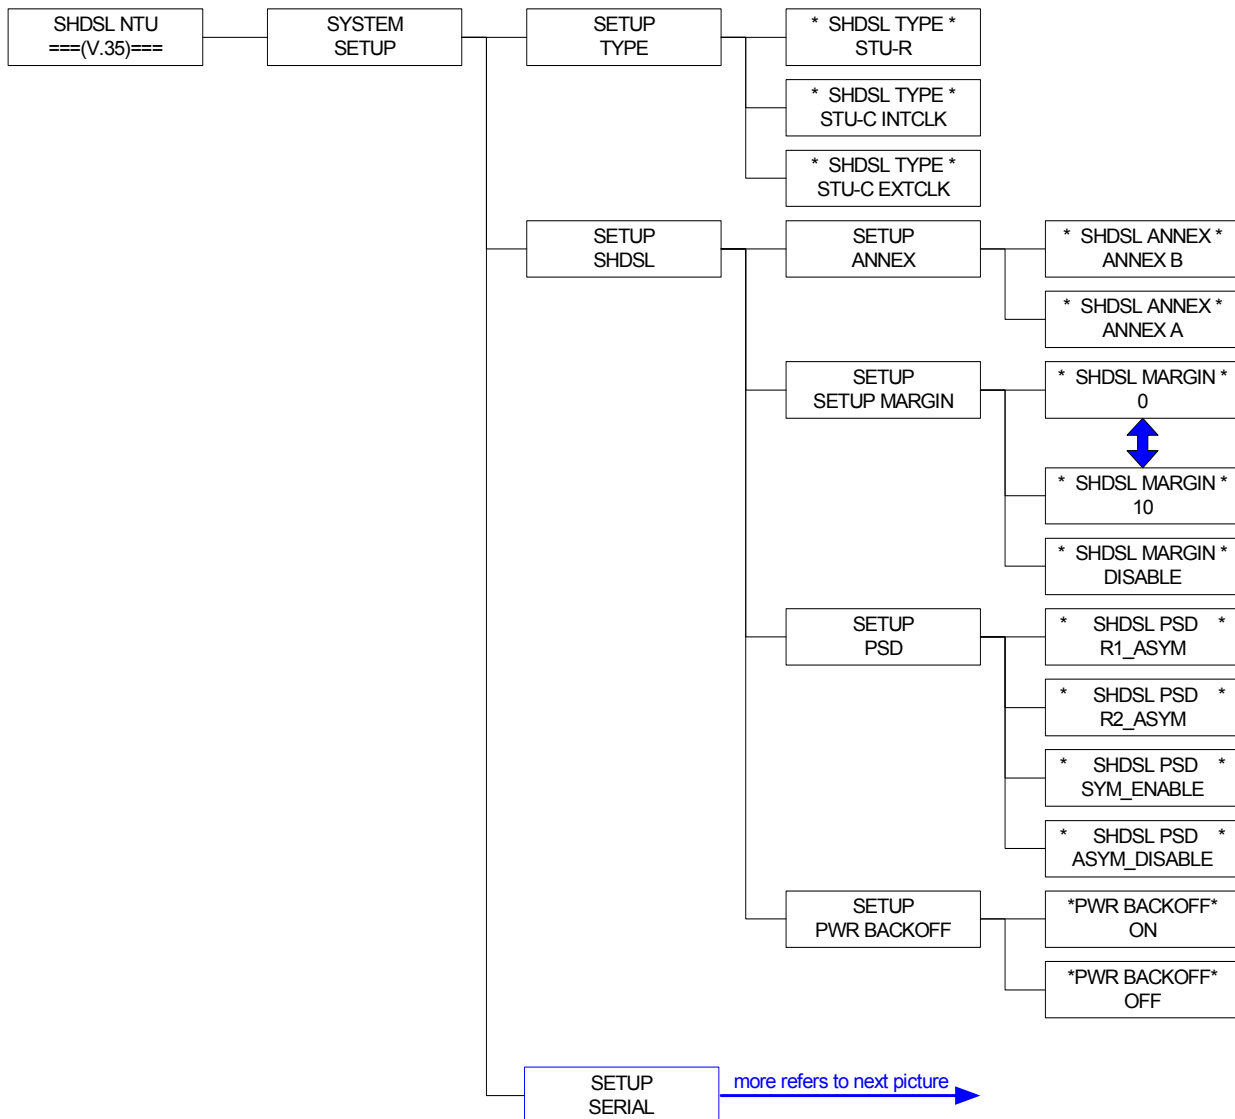 SHDSL NTU
===(V.35)===
SYSTEM
SETUP
SETUP
TYPE
* SHDSL TYPE *
STU-R
* SHDSL TYPE *
STU-C INTCLK
* SHDSL TYPE *
STU-C EXTCLK
SETUP
SHDSL
SETUP
ANNEX
* SHDSL ANNEX *
ANNEX B
* SHDSL ANNEX *
ANNEX A
SETUP
SETUP MARGIN
* SHDSL MARGIN *
0
* SHDSL MARGIN *
10
* SHDSL MARGIN *
DISABLE
SETUP
PSD
* SHDSL PSD *
R1_ASYM
* SHDSL PSD *
R2_ASYM
* SHDSL PSD *
SYM_ENABLE
* SHDSL PSD *
ASYM_DISABLE
SETUP
PWR BACKOFF
*PWR BACKOFF*
ON
*PWR BACKOFF*
OFF
SETUP
SERIAL
more refers to next picture